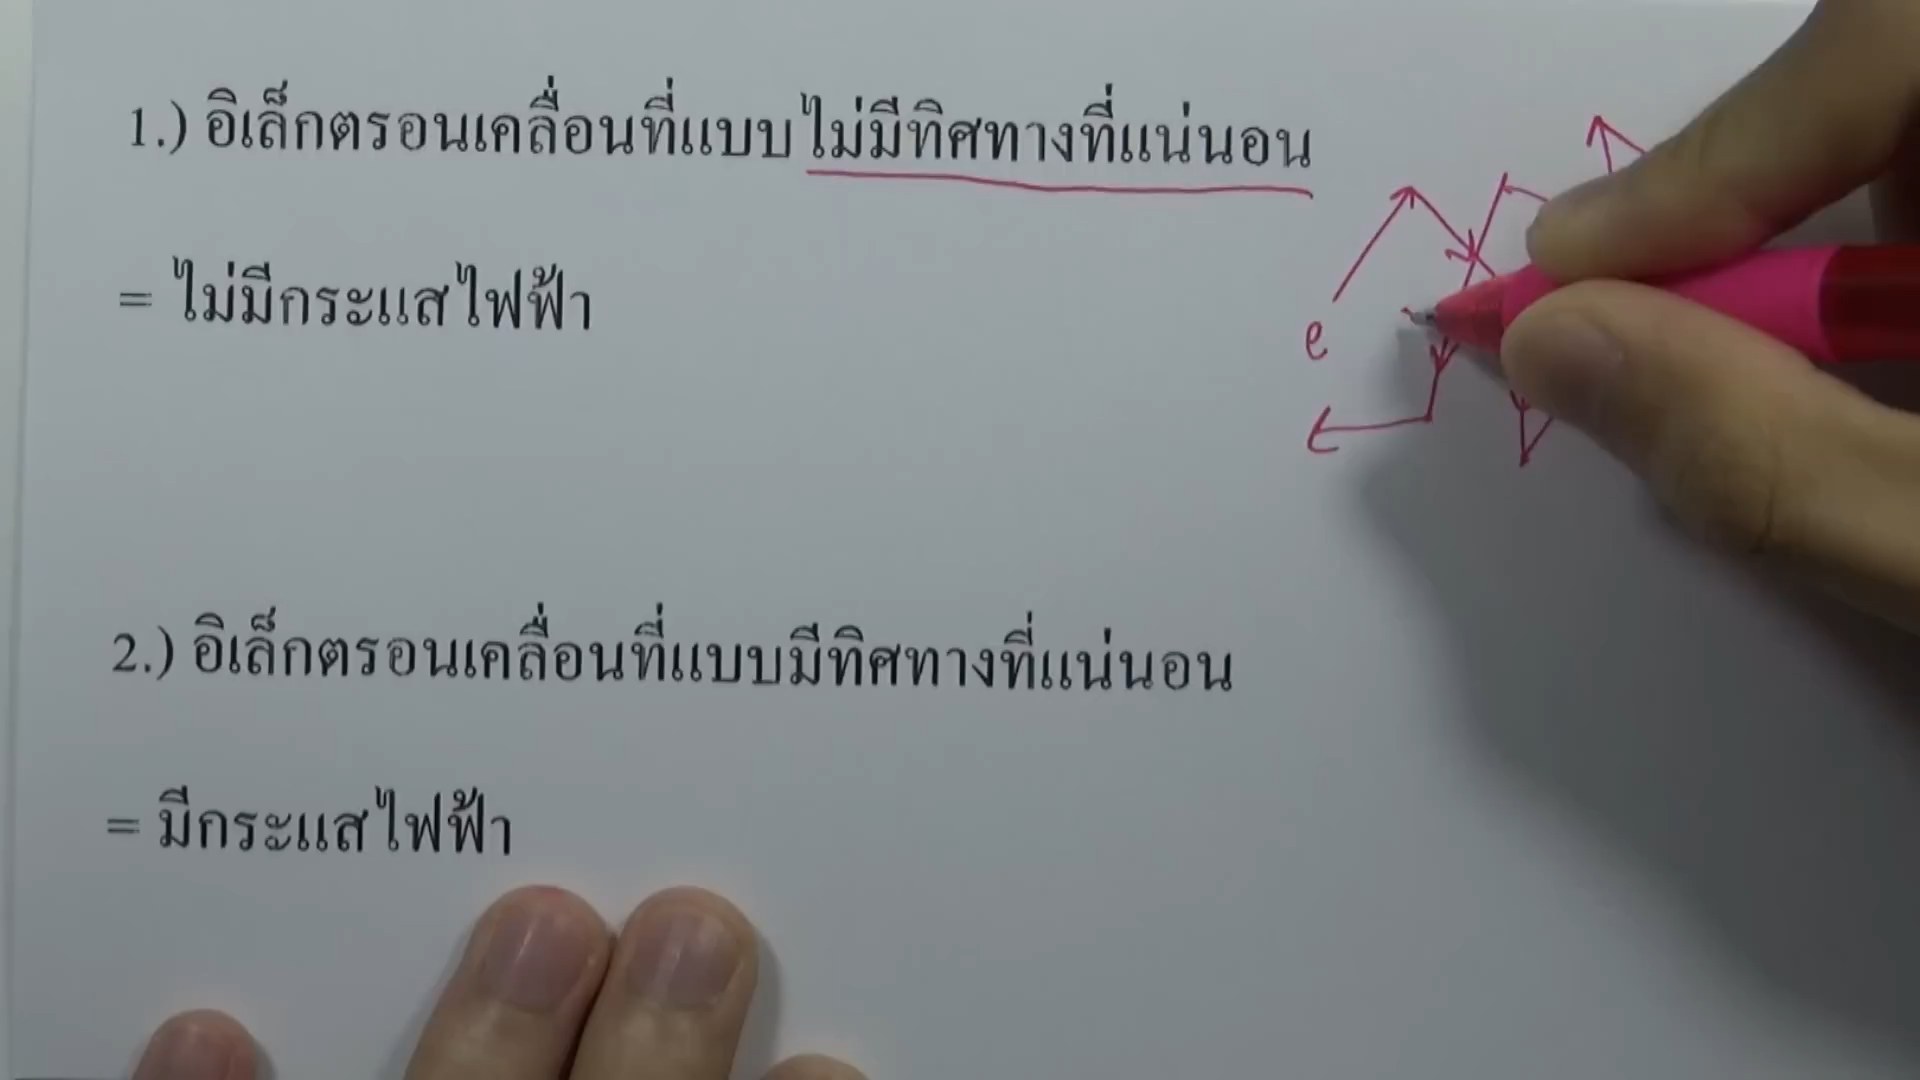 1.) อิเล็กตรอนเคลื่อนที่แบบไม่มีทิศทางที่แน่นอน
= ไม่มีกระแสไฟฟ้า
e
2.) อิเล็กตรอนเคลื่อนที่แบบมีทิศทางที่แน่นอน
= มีกระแสไฟฟ้า